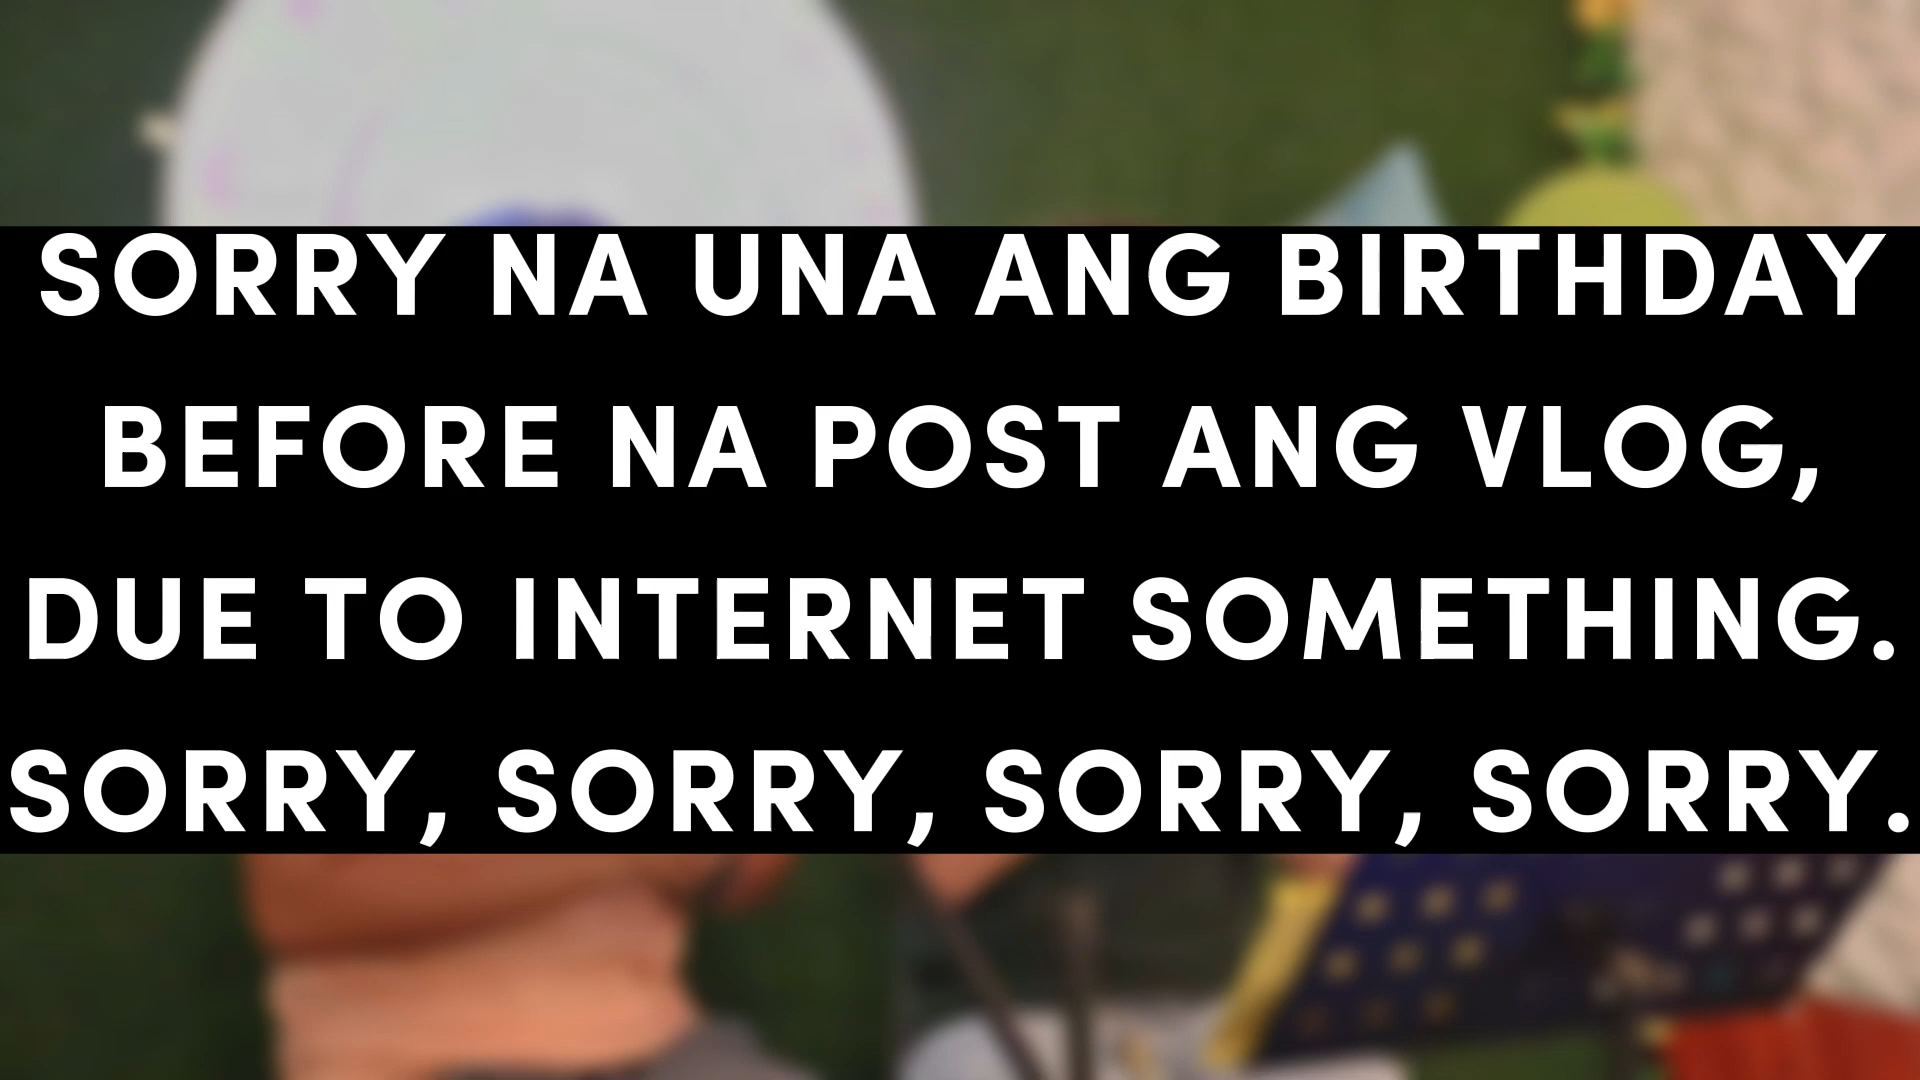 SORRY NA UNA ANG BIRTHDAY
BEFORE NA POST ANG VLOG,
DUE TO INTERNET SOMETHING.
SORRY, SORRY, SORRY, SORRY.